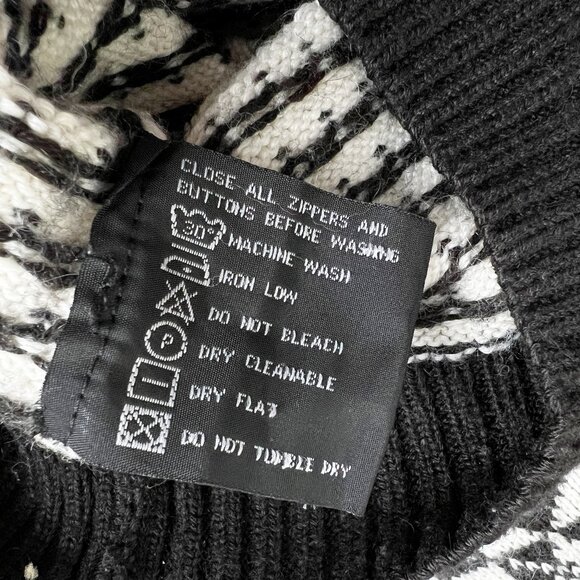 CLOSE ALL ZIPPERS AND
BUTTONS BEFORE WASHING
30° MACHINE WASH
IRON LOW
DO NOT BLEACH
P DRY CLEANABLE
DRY FLAT
DO NOT TUMBLE DRY